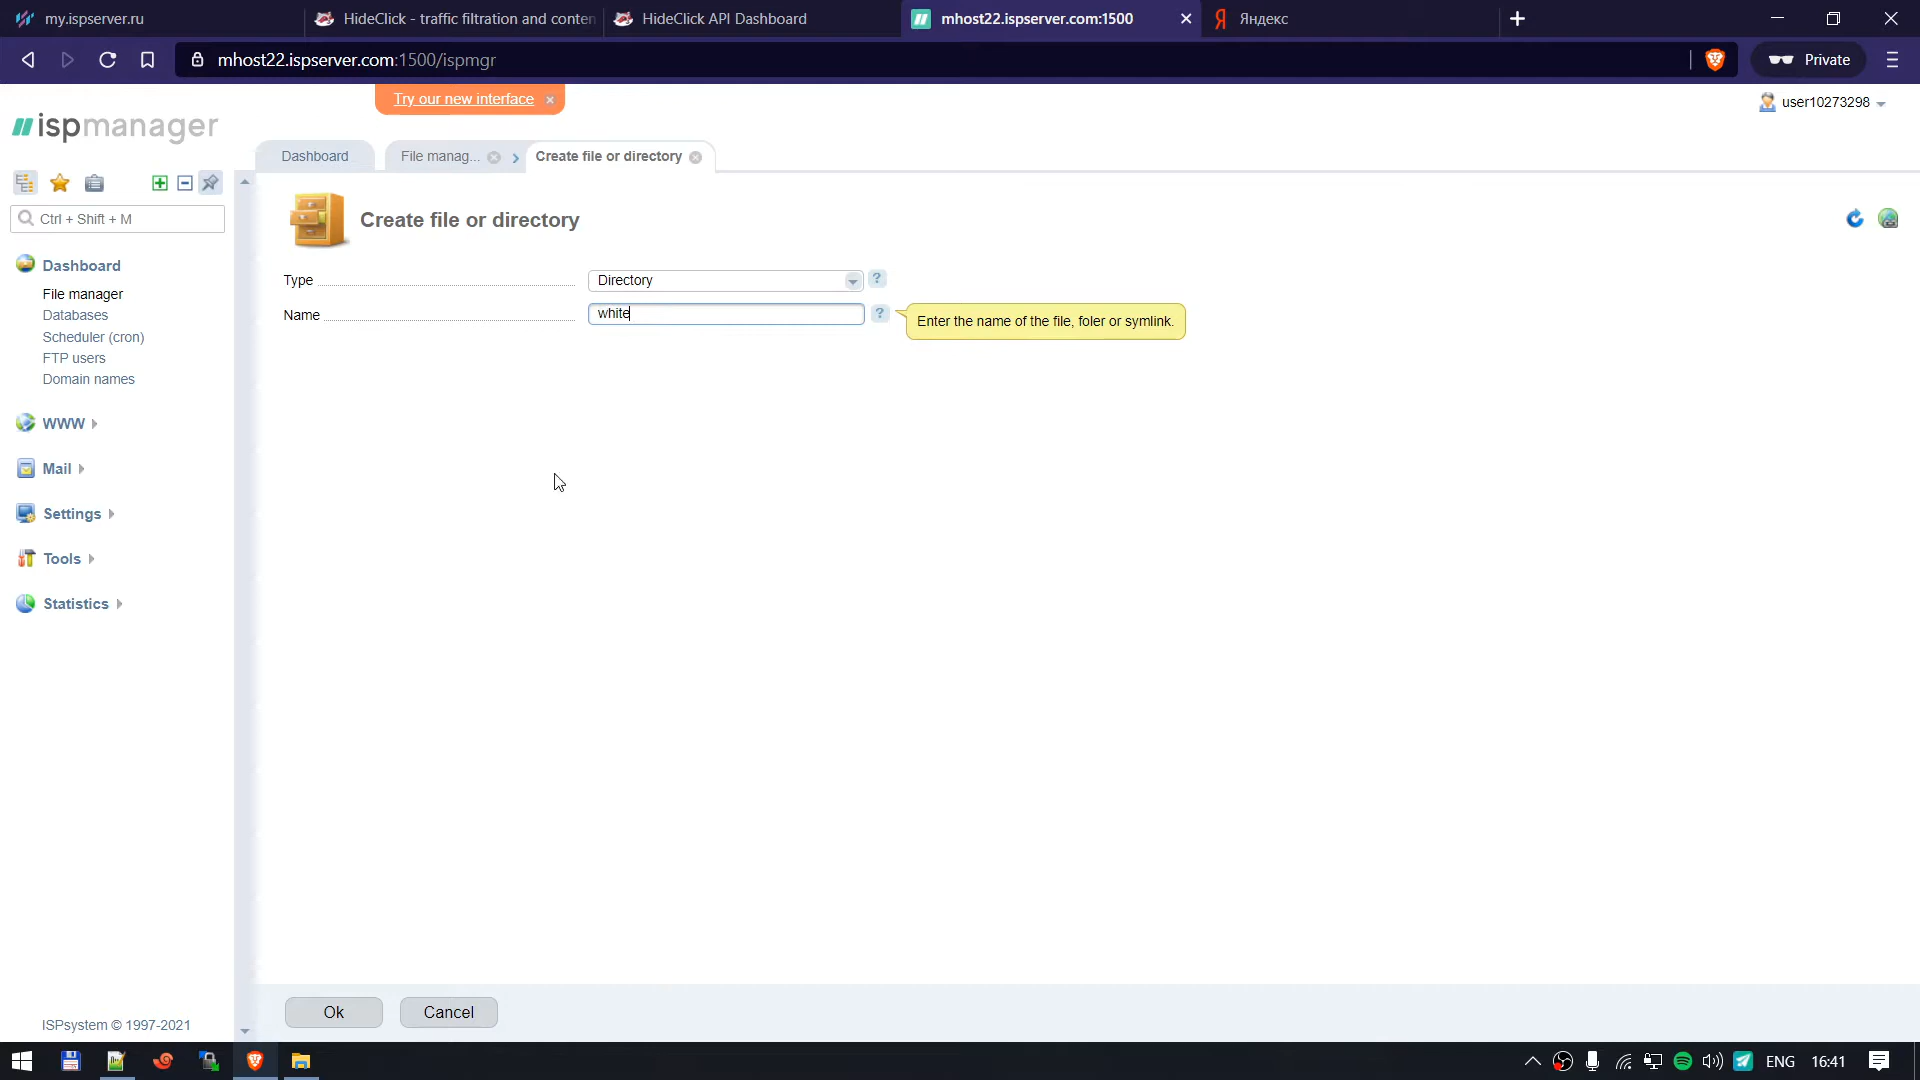 my.ispserver.ru
HideClick - traffic filtration and conten
HideClick API Dashboard
mhost22.ispserver.com:1500
Яндекс
mhost22.ispserver.com:1500/ispmgr
Private
Try our new interface
user10273298
ispmanager
Dashboard
File manag...
Create file or directory
Ctrl + Shift + M
Create file or directory
Type
Directory
?
Name
white
?
Enter the name of the file, foler or symlink.
Dashboard
File manager
Databases
Scheduler (cron)
FTP users
Domain names
WWW
Mail
Settings
Tools
Statistics
Ok
Cancel
ISPsystem © 1997-2021
ENG
16:41